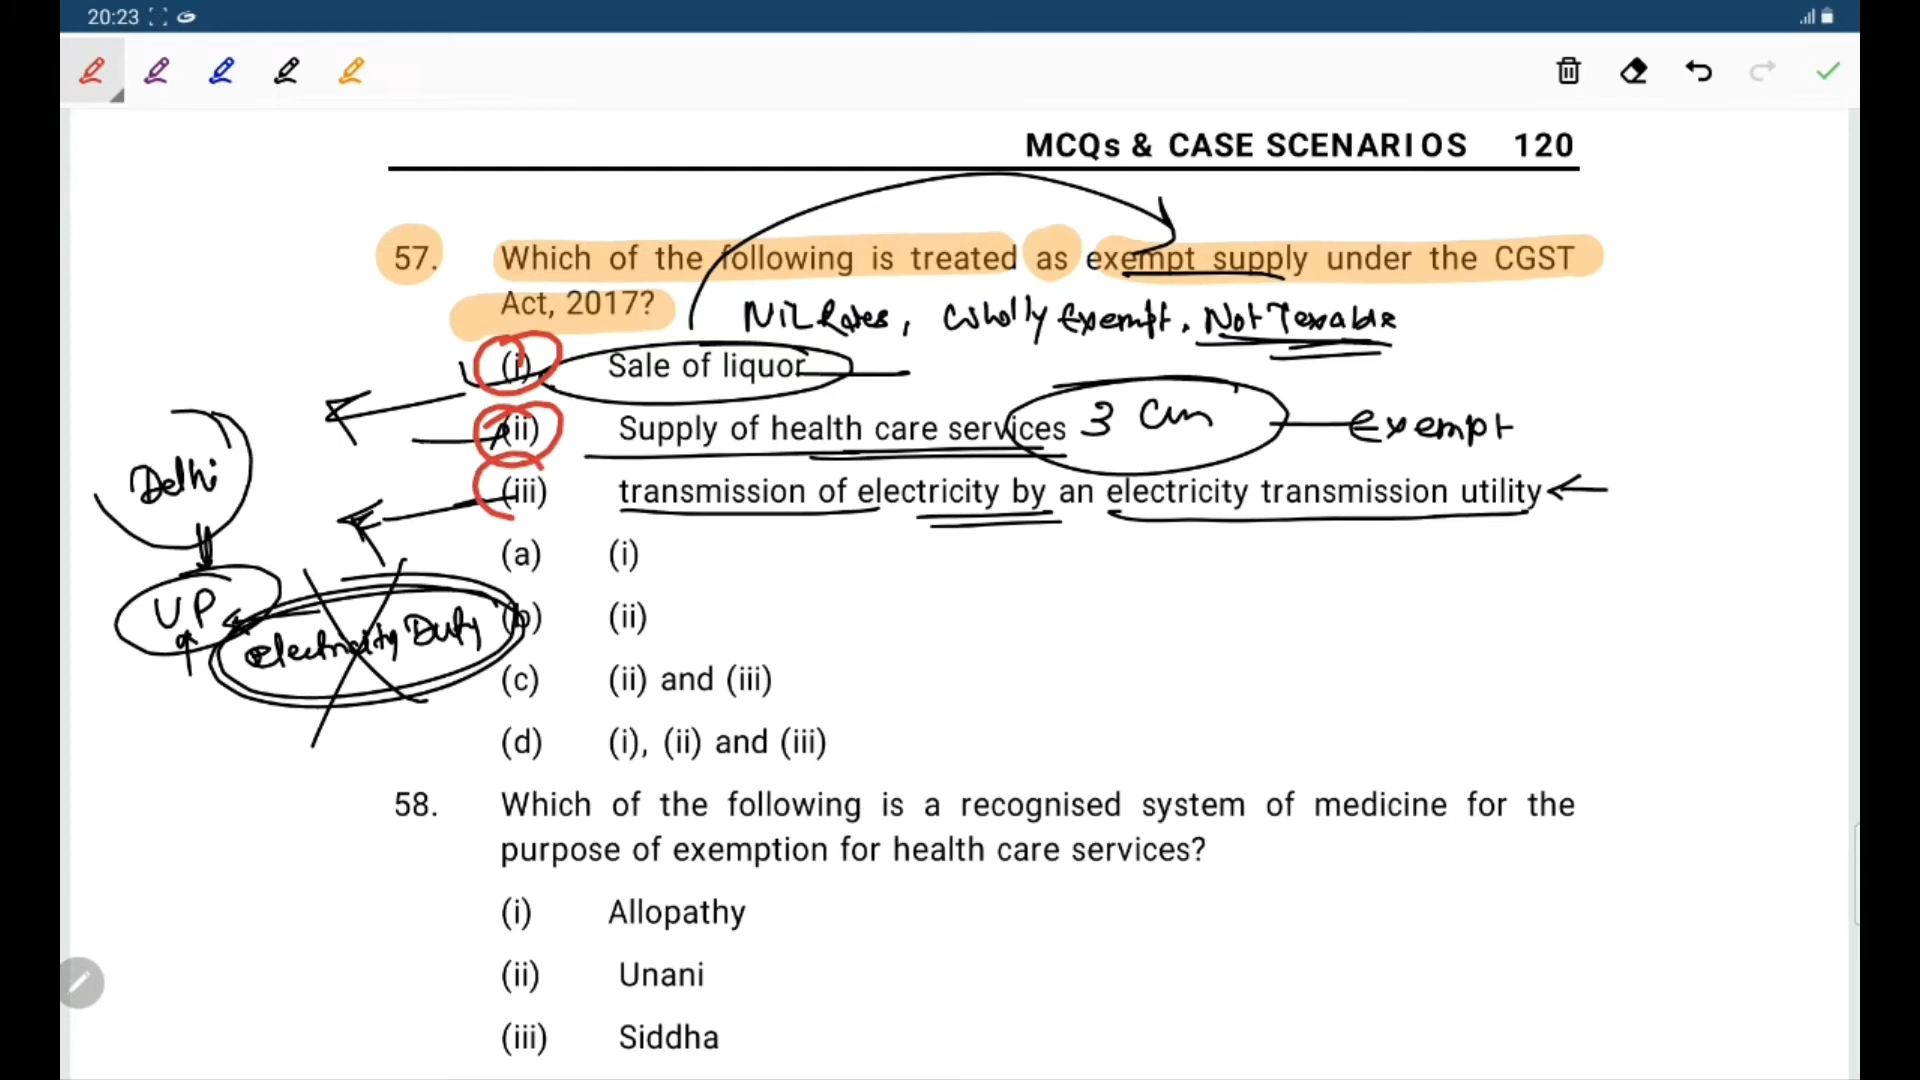 20:23
MCQs & CASE SCENARIOS 120
57. Which of the following is treated as exempt supply under the CGST
Act, 2017?
Nil Rates, Wholly Exempt, Not Taxable
(i) Sale of liquor
(ii) Supply of health care services 3 Cm exempt
(iii) transmission of electricity by an electricity transmission utility
Delhi
(a) (i)
UP
Electricity Duty
(b) (ii)
(c) (ii) and (iii)
(d) (i), (ii) and (iii)
58. Which of the following is a recognised system of medicine for the
purpose of exemption for health care services?
(i) Allopathy
(ii) Unani
(iii) Siddha